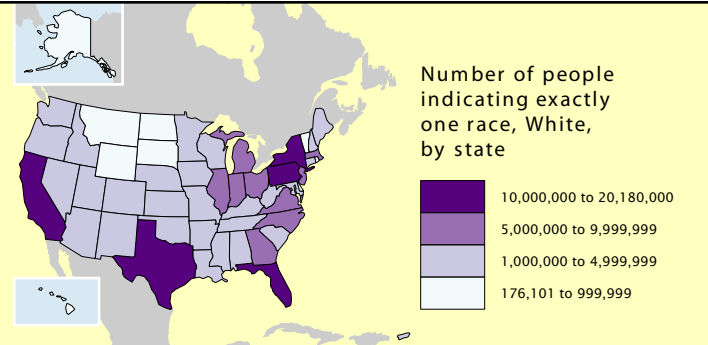 Number of people
indicating exactly
one race, White,
by state
10,000,000 to 20,180,000
5,000,000 to 9,999,999
1,000,000 to 4,999,999
176,101 to 999,999